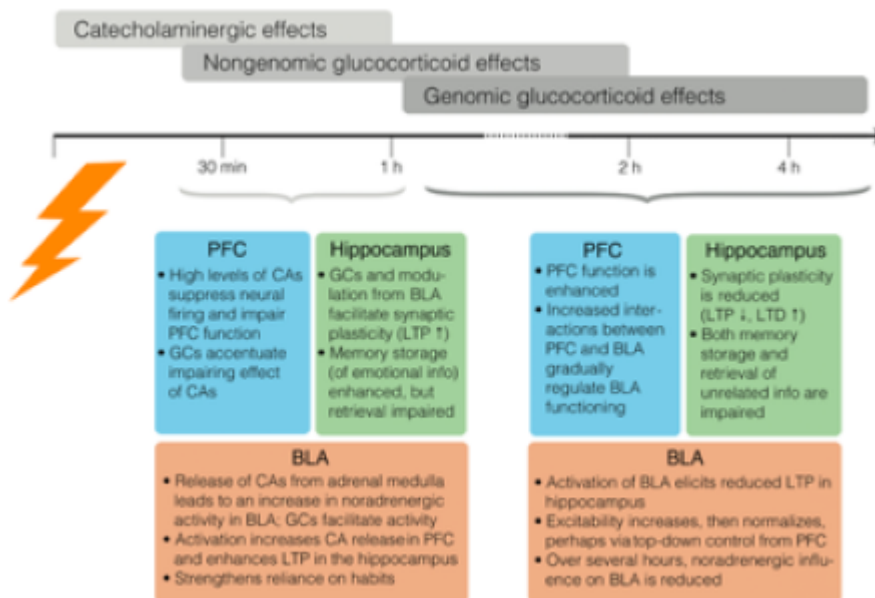 Catecholaminergic effects
Nongenomic glucocorticoid effects
Genomic glucocorticoid effects
30 min
1 h
2 h
4 h
PFC
• High levels of CAs
suppress neural
firing and impair
PFC function
• GCs accentuate
impairing effect
of CAs
Hippocampus
• GCs and modu-
lation from BLA
facilitate synaptic
plasticity (LTP ↑)
• Memory storage
(of emotional info)
enhanced, but
retrieval impaired
BLA
• Release of CAs from adrenal medulla
leads to an increase in noradrenergic
activity in BLA; GCs facilitate activity
• Activation increases CA release in PFC
and enhances LTP in the hippocampus
• Strengthens reliance on habits
PFC
• PFC function is
enhanced
• Increased inter-
actions between
PFC and BLA
gradually
regulate BLA
functioning
Hippocampus
• Synaptic plasticity
is reduced
(LTP ↓, LTD ↑)
• Both memory
storage and
retrieval of
unrelated info are
impaired
BLA
• Activation of BLA elicits reduced LTP in
hippocampus
• Excitability increases, then normalizes,
perhaps via top-down control from PFC
• Over several hours, noradrenergic influ-
ence on BLA is reduced